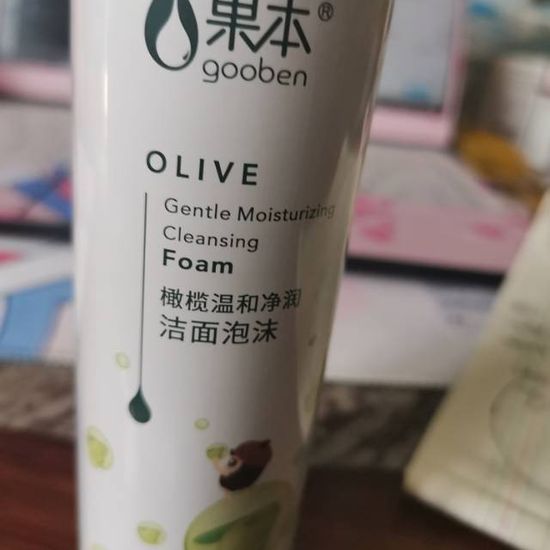 果本®
gooben
OLIVE
Gentle Moisturizing
Cleansing
Foam
橄榄温和净润
洁面泡沫